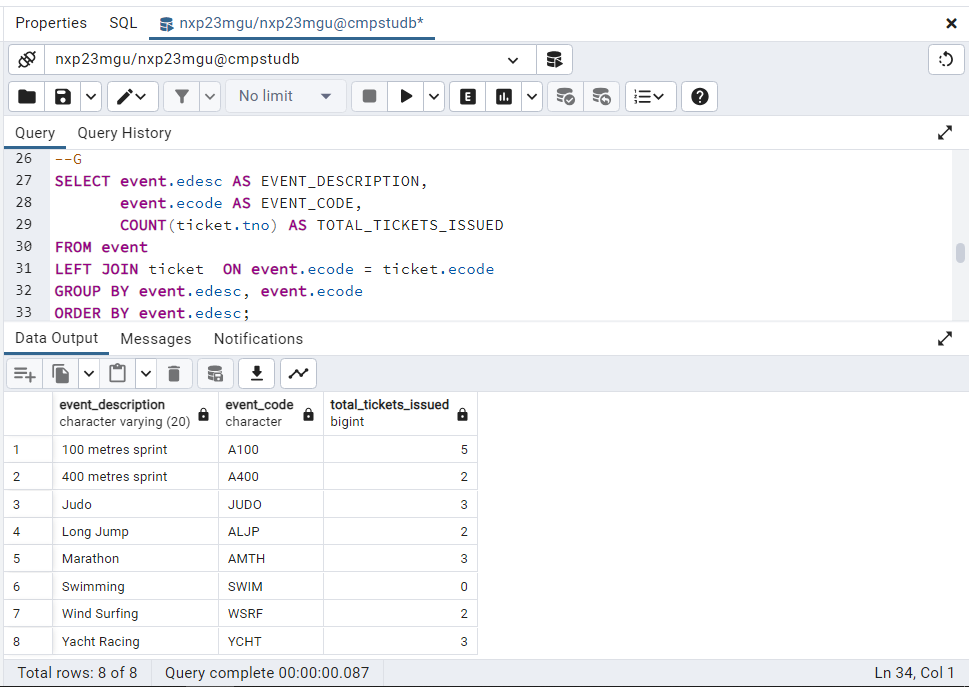 Properties SQL nxp23mgu/nxp23mgu@cmpstudb*
nxp23mgu/nxp23mgu@cmpstudb
No limit E
Query Query History
26 --G
27 SELECT event.edesc AS EVENT_DESCRIPTION,
28 event.ecode AS EVENT_CODE,
29 COUNT(ticket.tno) AS TOTAL_TICKETS_ISSUED
30 FROM event
31 LEFT JOIN ticket ON event.ecode = ticket.ecode
32 GROUP BY event.edesc, event.ecode
33 ORDER BY event.edesc;
Data Output Messages Notifications
event_description event_code total_tickets_issued
character varying (20) character bigint
1 100 metres sprint A100 5
2 400 metres sprint A400 2
3 Judo JUDO 3
4 Long Jump ALJP 2
5 Marathon AMTH 3
6 Swimming SWIM 0
7 Wind Surfing WSRF 2
8 Yacht Racing YCHT 3
Total rows: 8 of 8 Query complete 00:00:00.087 Ln 34, Col 1